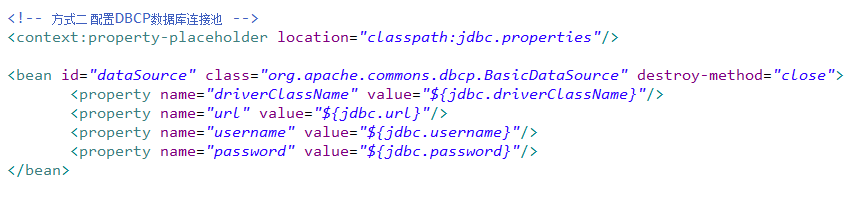 <!-- 方式二 配置DBCP数据库连接池 -->
<context:property-placeholder location="classpath:jdbc.properties"/>
<bean id="dataSource" class="org.apache.commons.dbcp.BasicDataSource" destroy-method="close">
<property name="driverClassName" value="${jdbc.driverClassName}"/>
<property name="url" value="${jdbc.url}"/>
<property name="username" value="${jdbc.username}"/>
<property name="password" value="${jdbc.password}"/>
</bean>